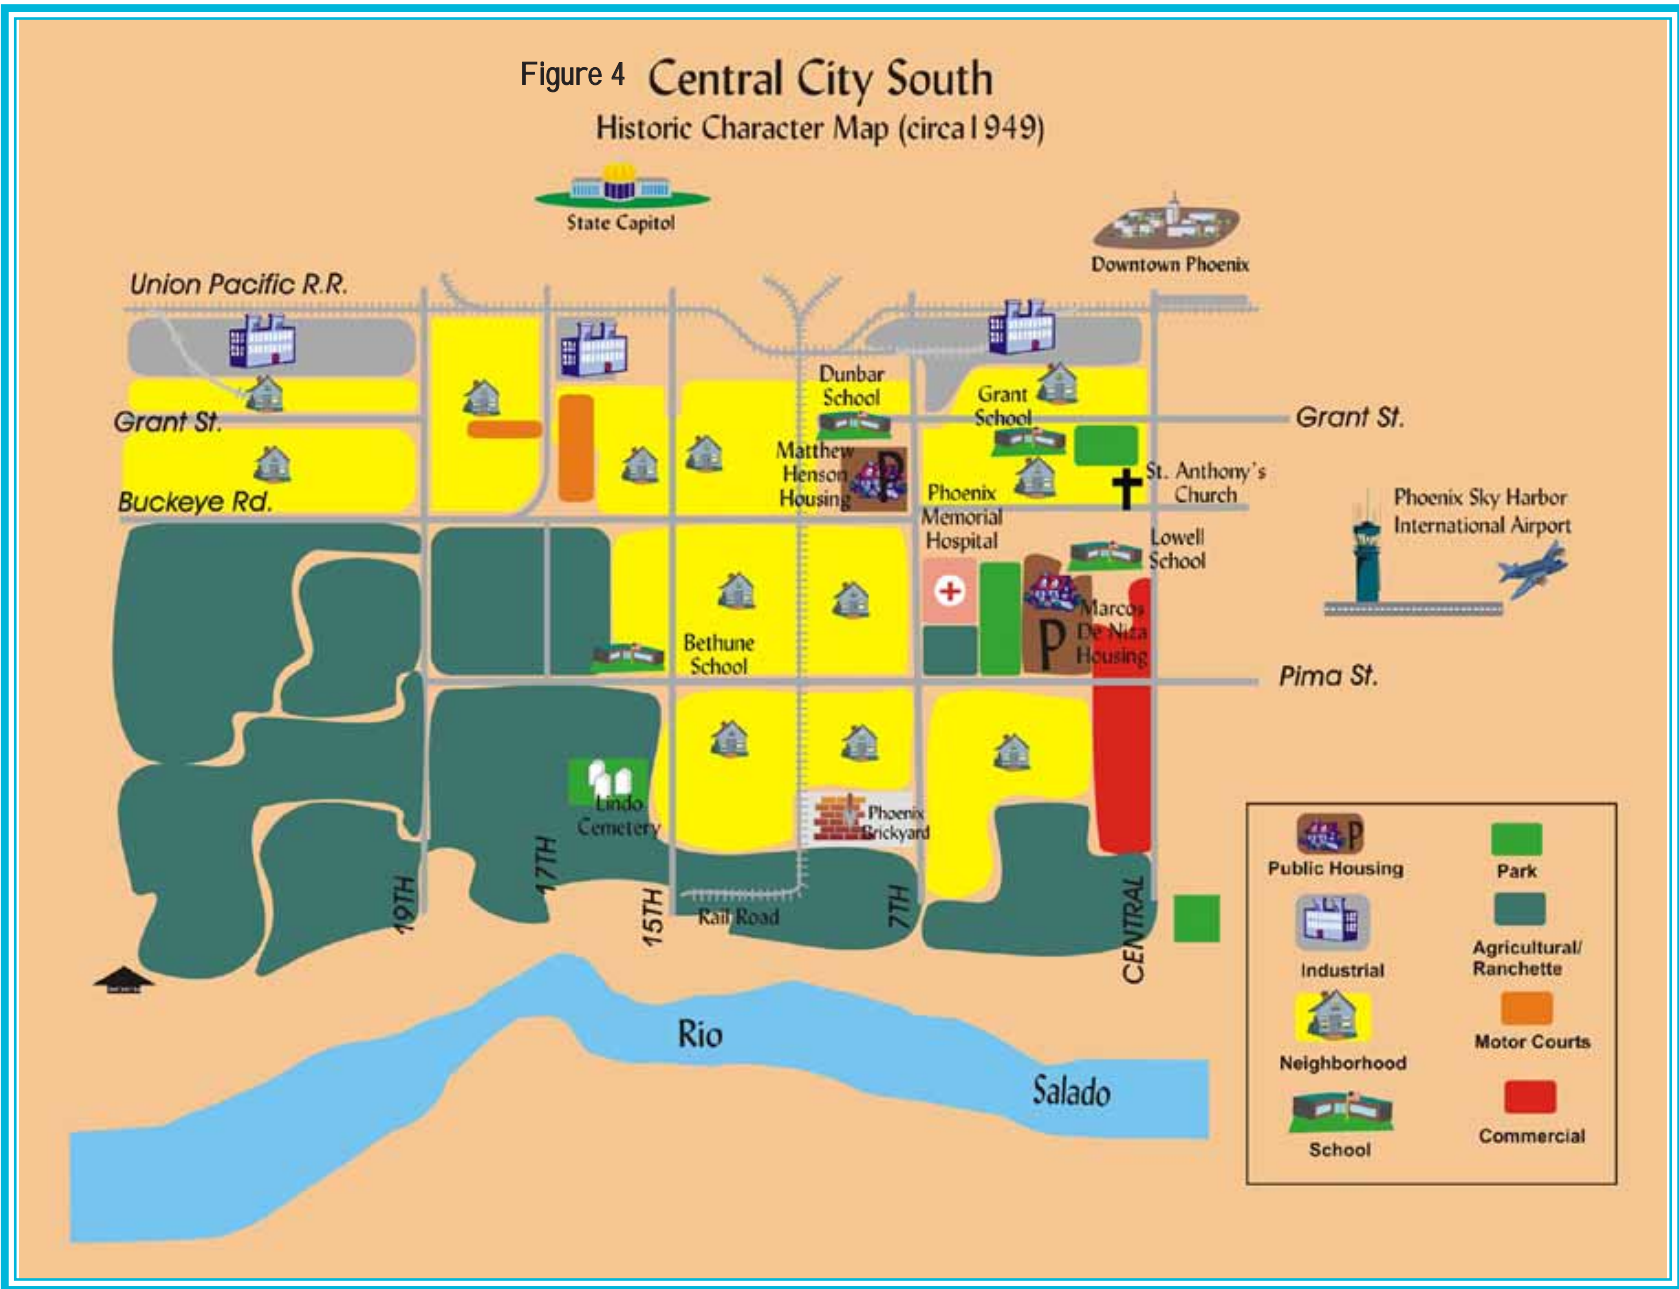 Figure 4 Central City South
Historic Character Map (circa1949)
State Capitol
Downtown Phoenix
Union Pacific R.R.
Dunbar
School
Grant
School
Grant St.
Grant St.
Matthew
Henson
Housing
P
St. Anthony's
Church
Phoenix
Memorial
Hospital
Buckeye Rd.
Phoenix Sky Harbor
International Airport
Lowell
School
Marcos
De Niza
Housing
P
Bethune
School
Pima St.
Lindo
Cemetery
Phoenix
Brickyard
19TH
17TH
15TH
Rail Road
7TH
CENTRAL
Rio
Salado
P
Public Housing
Park
Industrial
Agricultural/
Ranchette
Neighborhood
Motor Courts
School
Commercial